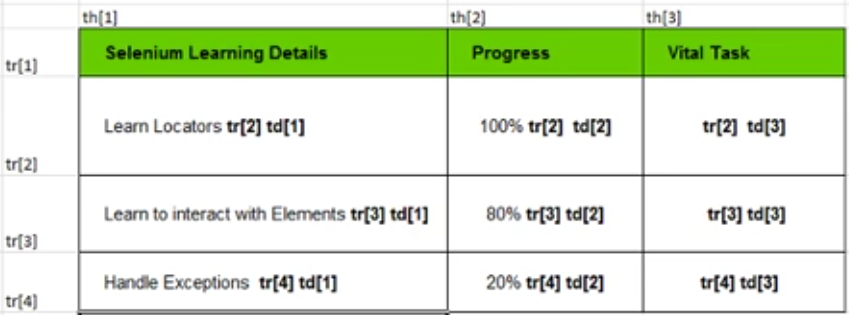 th[1] th[2] th[3]
tr[1] Selenium Learning Details Progress Vital Task
tr[2] Learn Locators tr[2] td[1] 100% tr[2] td[2] tr[2] td[3]
tr[3] Learn to interact with Elements tr[3] td[1] 80% tr[3] td[2] tr[3] td[3]
tr[4] Handle Exceptions tr[4] td[1] 20% tr[4] td[2] tr[4] td[3]